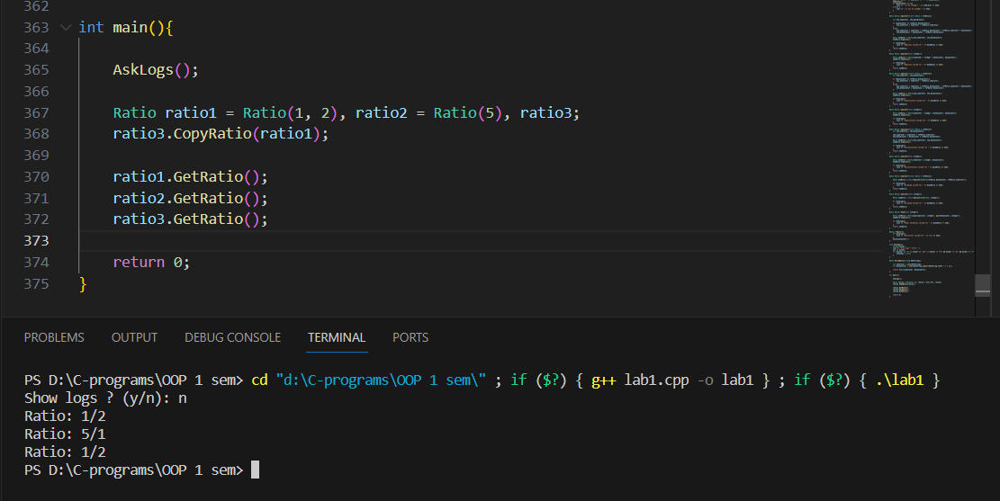 362
363 int main(){
364
365 AskLogs();
366
367 Ratio ratio1 = Ratio(1, 2), ratio2 = Ratio(5), ratio3;
368 ratio3.CopyRatio(ratio1);
369
370 ratio1.GetRatio();
371 ratio2.GetRatio();
372 ratio3.GetRatio();
373
374 return 0;
375 }
PROBLEMS OUTPUT DEBUG CONSOLE TERMINAL PORTS
PS D:\C-programs\OOP 1 sem> cd "d:\C-programs\OOP 1 sem\" ; if ($?) { g++ lab1.cpp -o lab1 } ; if ($?) { .\lab1 }
Show logs ? (y/n): n
Ratio: 1/2
Ratio: 5/1
Ratio: 1/2
PS D:\C-programs\OOP 1 sem>